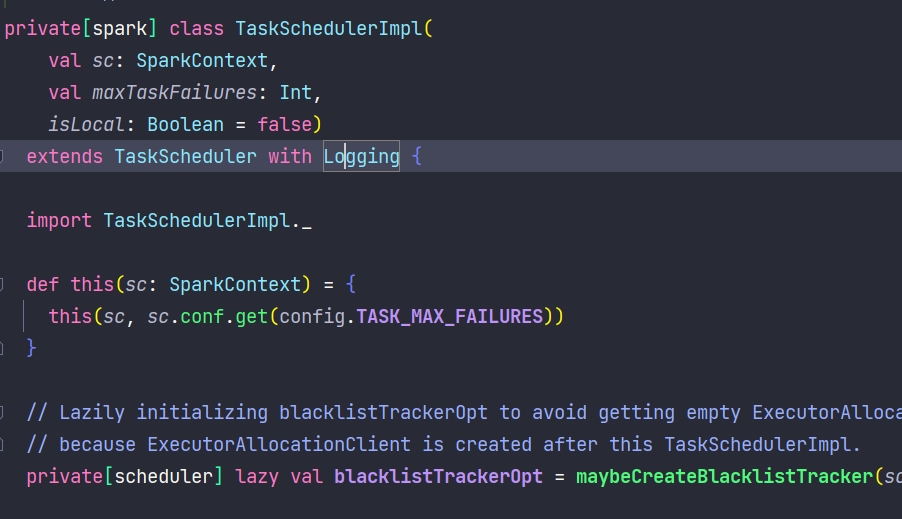 private[spark] class TaskSchedulerImpl(
    val sc: SparkContext,
    val maxTaskFailures: Int,
    isLocal: Boolean = false)
  extends TaskScheduler with Logging {
  import TaskSchedulerImpl._
  def this(sc: SparkContext) = {
    this(sc, sc.conf.get(config.TASK_MAX_FAILURES))
  }
  // Lazily initializing blacklistTrackerOpt to avoid getting empty ExecutorAlloca
  // because ExecutorAllocationClient is created after this TaskSchedulerImpl.
  private[scheduler] lazy val blacklistTrackerOpt = maybeCreateBlacklistTracker(sc